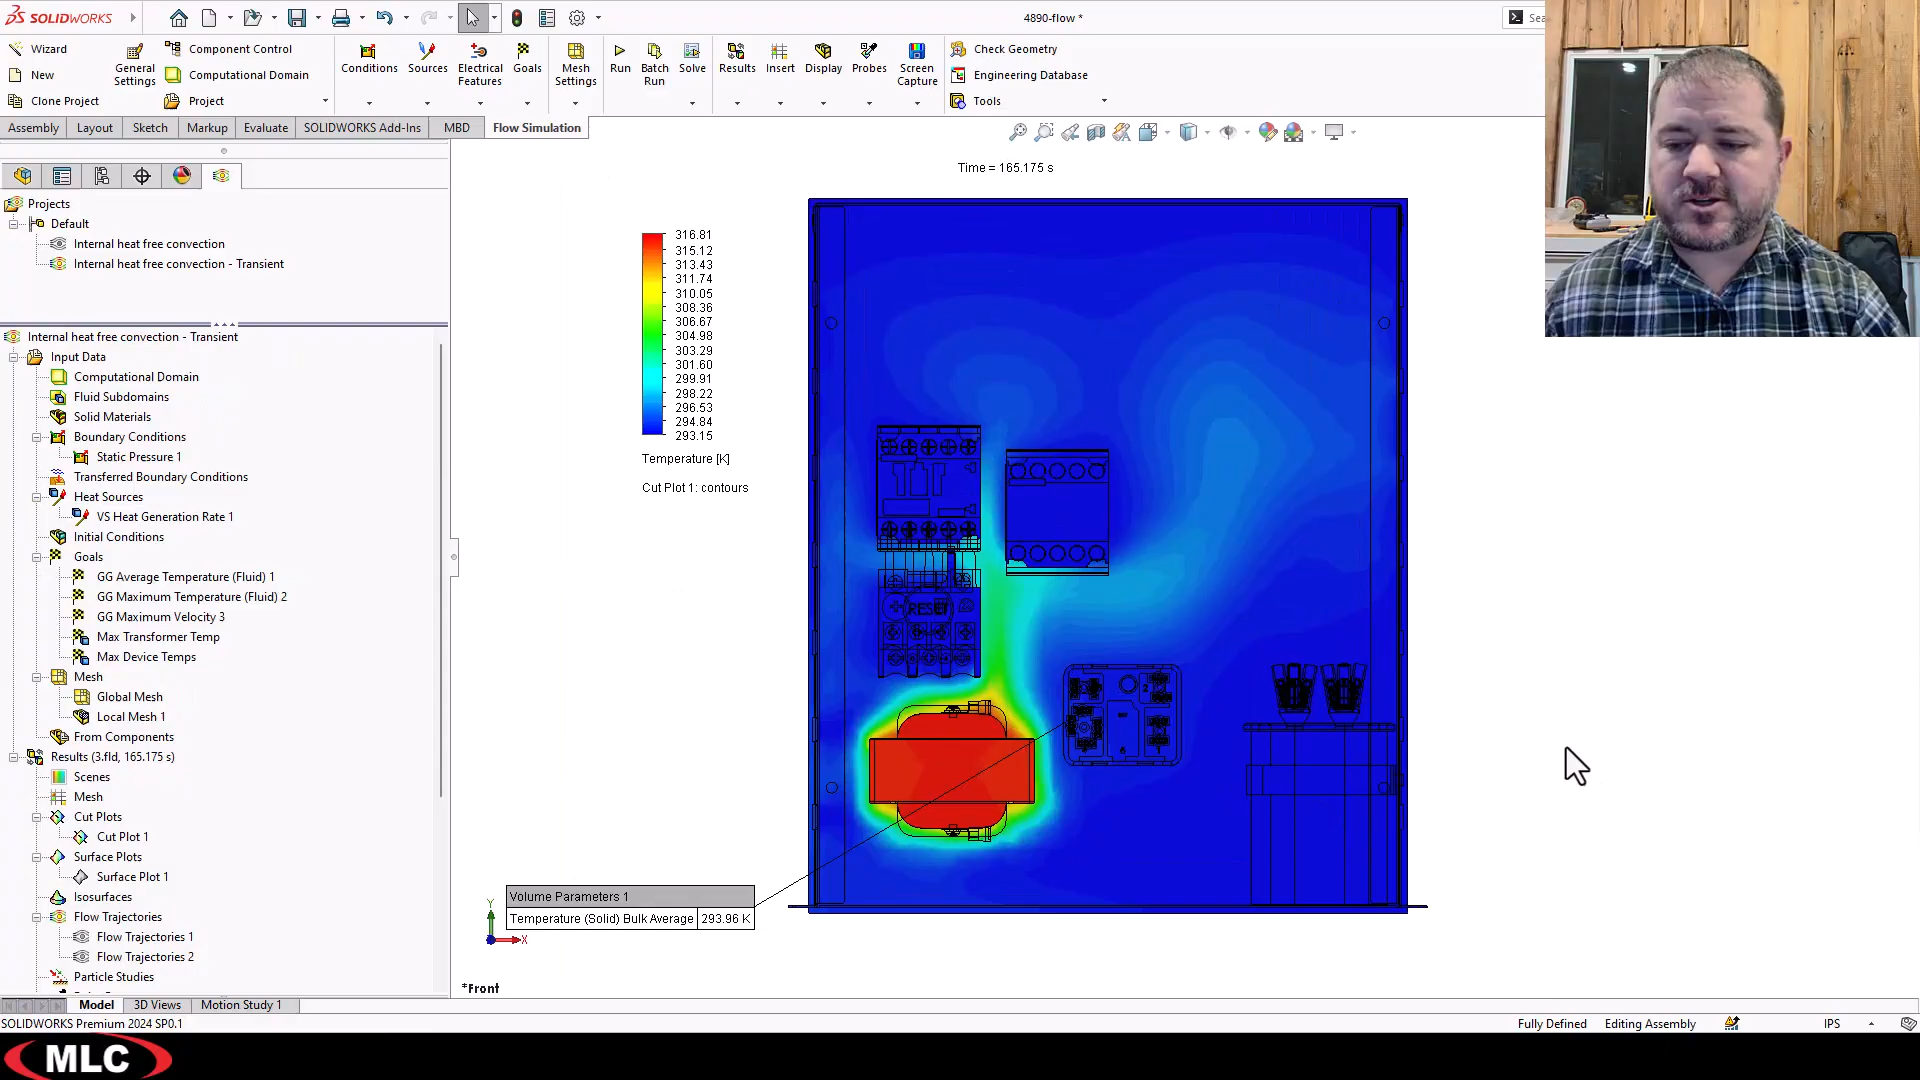 SOLIDWORKS
4890-flow *
Sea
Wizard
New
Clone Project
General Settings
Component Control
Computational Domain
Project
Conditions
Sources
Electrical Features
Goals
Mesh Settings
Run
Batch Run
Solve
Results
Insert
Display
Probes
Screen Capture
Check Geometry
Engineering Database
Tools
Assembly
Layout
Sketch
Markup
Evaluate
SOLIDWORKS Add-Ins
MBD
Flow Simulation
Projects
Default
Internal heat free convection
Internal heat free convection - Transient
Internal heat free convection - Transient
Input Data
Computational Domain
Fluid Subdomains
Solid Materials
Boundary Conditions
Static Pressure 1
Transferred Boundary Conditions
Heat Sources
VS Heat Generation Rate 1
Initial Conditions
Goals
GG Average Temperature (Fluid) 1
GG Maximum Temperature (Fluid) 2
GG Maximum Velocity 3
Max Transformer Temp
Max Device Temps
Mesh
Global Mesh
Local Mesh 1
From Components
Results (3.fld, 165.175 s)
Scenes
Mesh
Cut Plots
Cut Plot 1
Surface Plots
Surface Plot 1
Isosurfaces
Flow Trajectories
Flow Trajectories 1
Flow Trajectories 2
Particle Studies
Time = 165.175 s
316.81
315.12
313.43
311.74
310.05
308.36
306.67
304.98
303.29
301.60
299.91
298.22
296.53
294.84
293.15
Temperature [K]
Cut Plot 1: contours
RESET
Volume Parameters 1
Temperature (Solid) Bulk Average 293.96 K
Y
X
*Front
Model
3D Views
Motion Study 1
SOLIDWORKS Premium 2024 SP0.1
Fully Defined
Editing Assembly
IPS
MLC